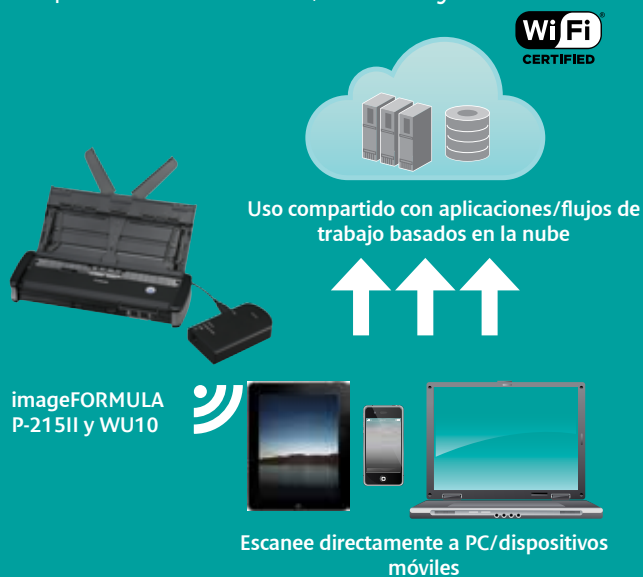 Wi Fi
CERTIFIED
Uso compartido con aplicaciones/flujos de
trabajo basados en la nube
imageFORMULA
P-215II y WU10
Escanee directamente a PC/dispositivos
móviles